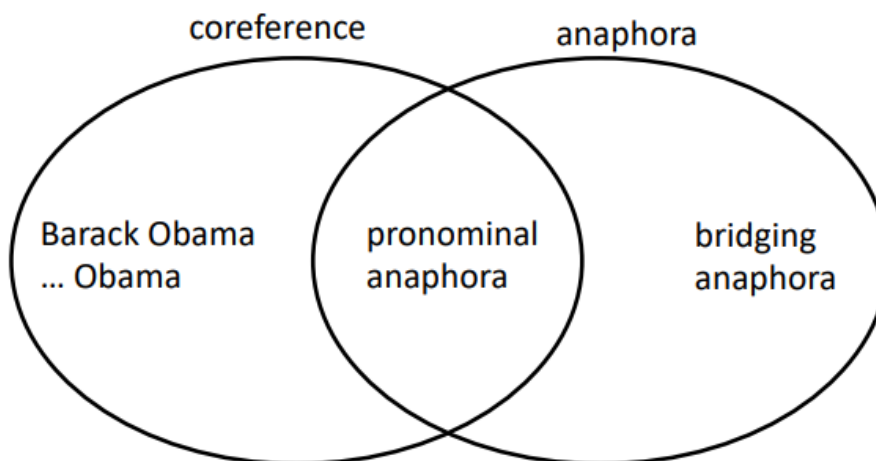 coreference
anaphora
Barack Obama
... Obama
pronominal
anaphora
bridging
anaphora